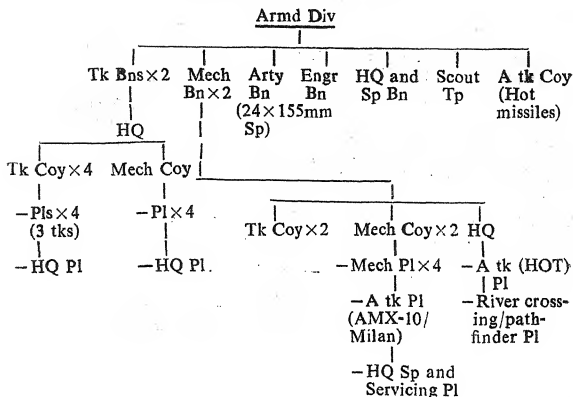 Armd Div
Tk Bns×2 Mech Arty Engr HQ and Scout A tk Coy
Bn×2 Bn Bn Sp Bn Tp (Hot
(24×155mm missiles)
HQ Sp)
Tk Coy×4 Mech Coy
–Pls×4 –Pl×4
(3 tks)
–HQ Pl –HQ Pl
Tk Coy×2 Mech Coy×2 HQ
–Mech Pl×4 –A tk (HOT)
Pl
–A tk Pl –River cross-
(AMX-10/ ing/path-
Milan) finder Pl
–HQ Sp and
Servicing Pl